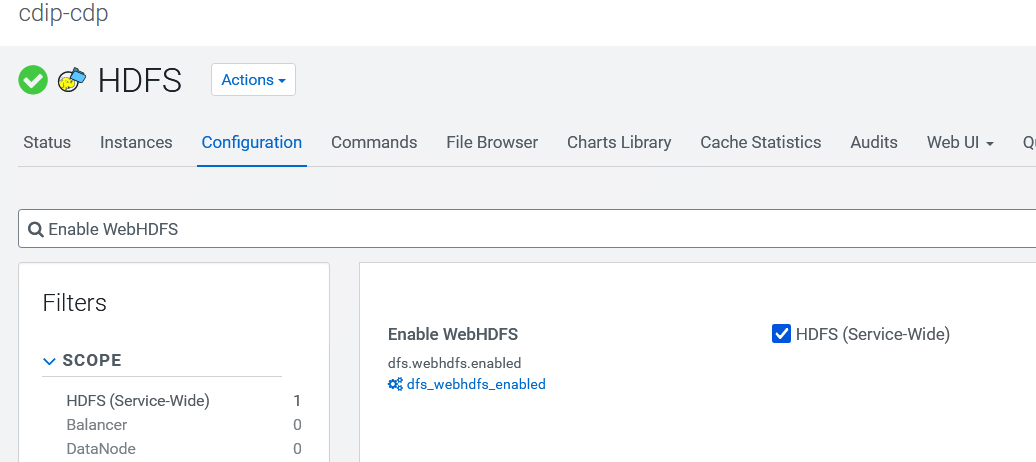 cdip-cdp
HDFS
Actions
Status Instances Configuration Commands File Browser Charts Library Cache Statistics Audits Web UI
Enable WebHDFS
Filters
SCOPE
HDFS (Service-Wide) 1
Balancer 0
DataNode 0
Enable WebHDFS
HDFS (Service-Wide)
dfs.webhdfs.enabled
dfs_webhdfs_enabled